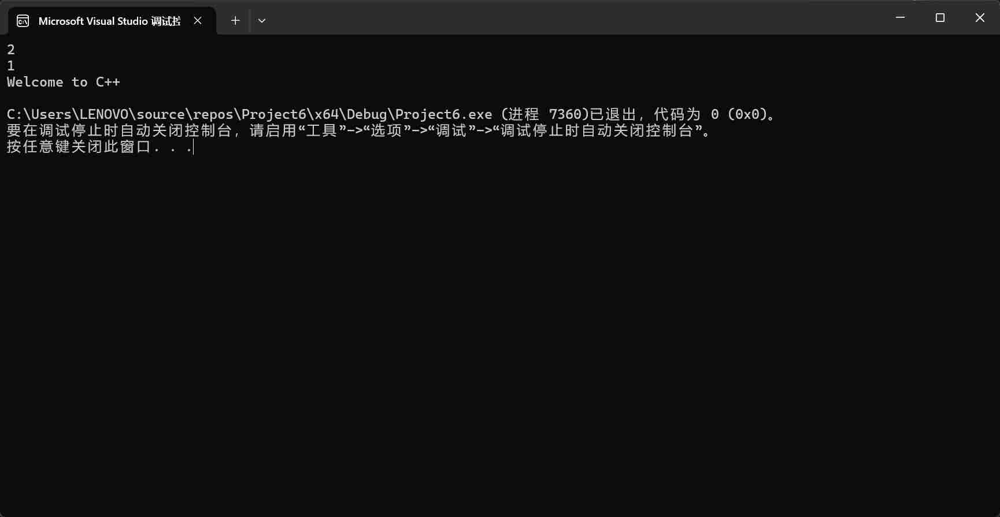 Microsoft Visual Studio 调试控
2
1
Welcome to C++
C:\Users\LENOVO\source\repos\Project6\x64\Debug\Project6.exe (进程 7360)已退出，代码为 0 (0x0)。
要在调试停止时自动关闭控制台，请启用“工具”->“选项”->“调试”->“调试停止时自动关闭控制台”。
按任意键关闭此窗口. . .